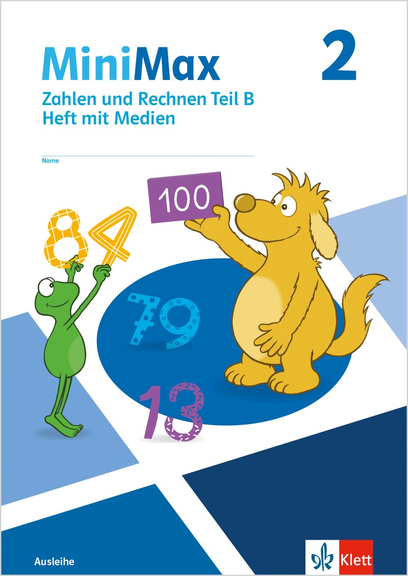 MiniMax 2
Zahlen und Rechnen Teil B
Heft mit Medien
Name
100
84
79
13
Ausleihe
Klett